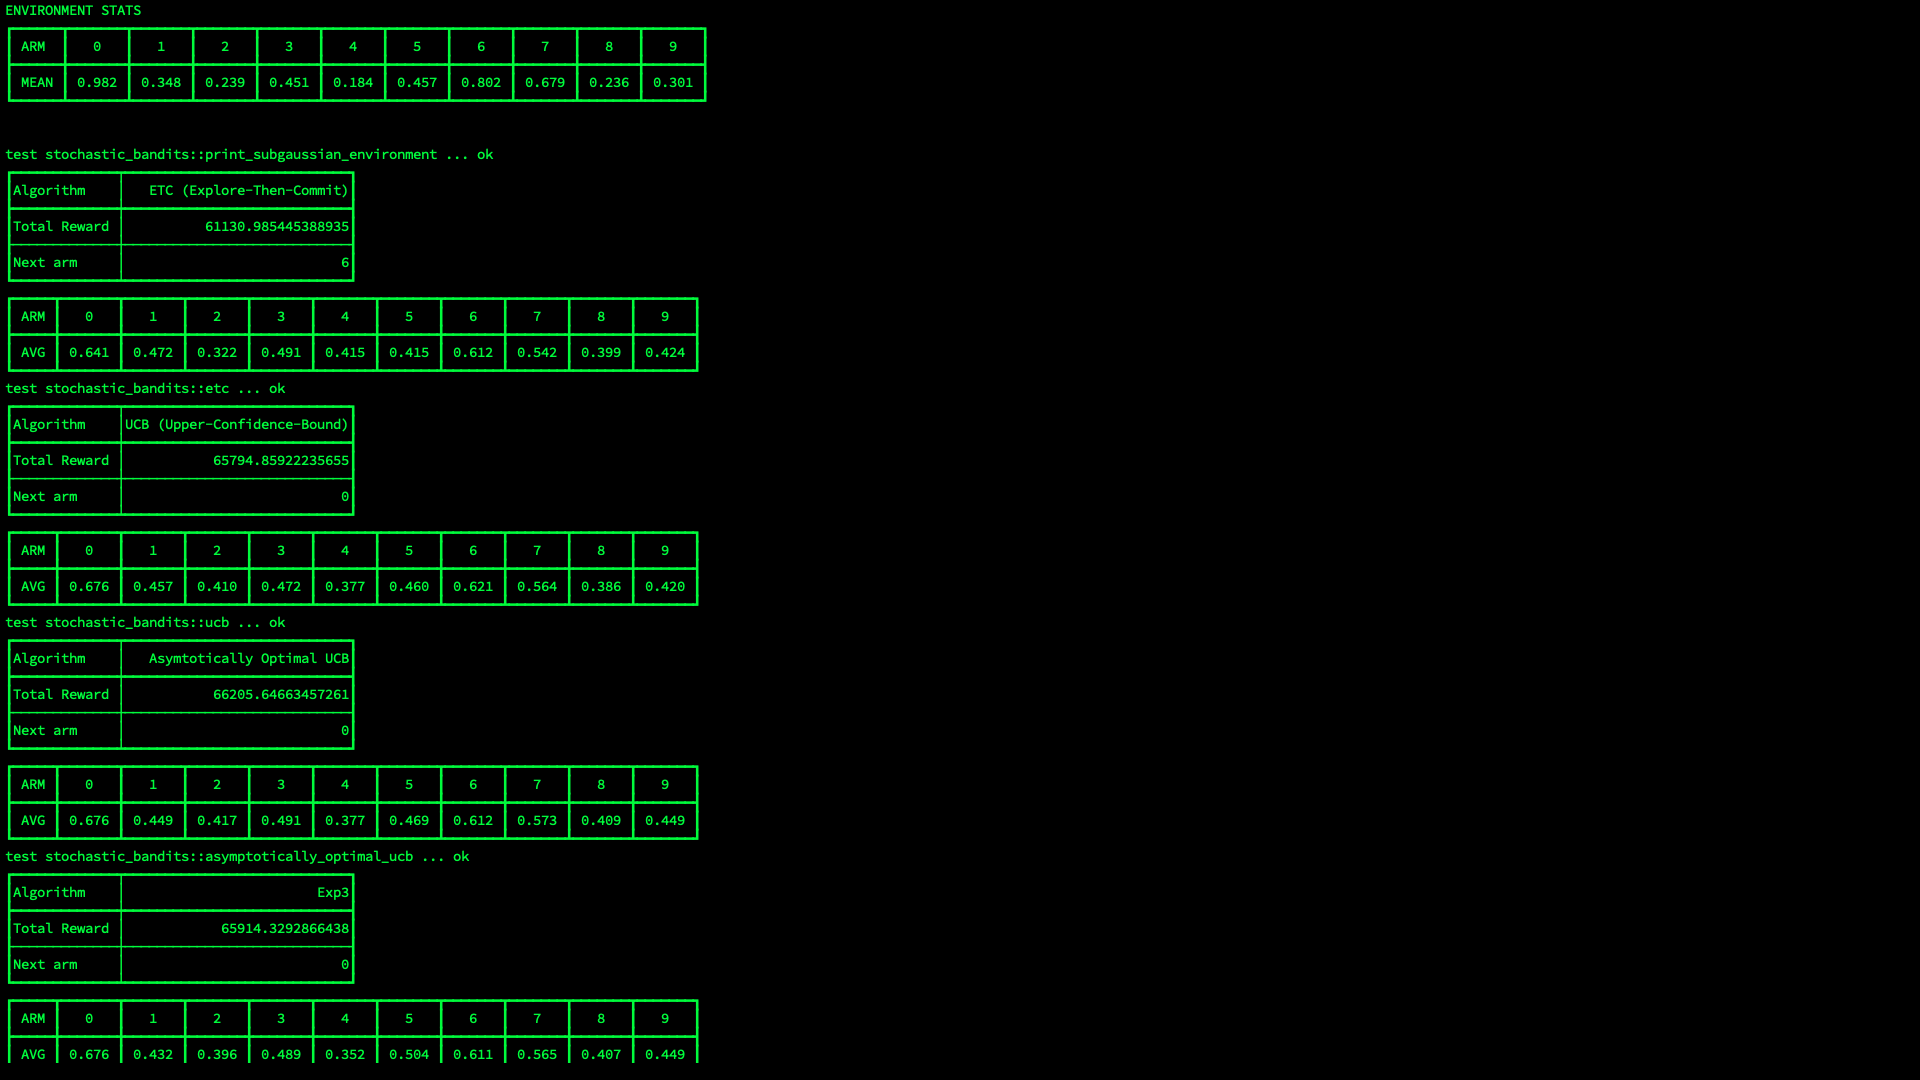 ENVIRONMENT STATS
ARM 0 1 2 3 4 5 6 7 8 9
MEAN 0.982 0.348 0.239 0.451 0.184 0.457 0.802 0.679 0.236 0.301
test stochastic_bandits::print_subgaussian_environment ... ok
Algorithm ETC (Explore-Then-Commit)
Total Reward 61130.985445388935
Next arm 6
ARM 0 1 2 3 4 5 6 7 8 9
AVG 0.641 0.472 0.322 0.491 0.415 0.415 0.612 0.542 0.399 0.424
test stochastic_bandits::etc ... ok
Algorithm UCB (Upper-Confidence-Bound)
Total Reward 65794.85922235655
Next arm 0
ARM 0 1 2 3 4 5 6 7 8 9
AVG 0.676 0.457 0.410 0.472 0.377 0.460 0.621 0.564 0.386 0.420
test stochastic_bandits::ucb ... ok
Algorithm Asymtotically Optimal UCB
Total Reward 66205.64663457261
Next arm 0
ARM 0 1 2 3 4 5 6 7 8 9
AVG 0.676 0.449 0.417 0.491 0.377 0.469 0.612 0.573 0.409 0.449
test stochastic_bandits::asymptotically_optimal_ucb ... ok
Algorithm Exp3
Total Reward 65914.3292866438
Next arm 0
ARM 0 1 2 3 4 5 6 7 8 9
AVG 0.676 0.432 0.396 0.489 0.352 0.504 0.611 0.565 0.407 0.449